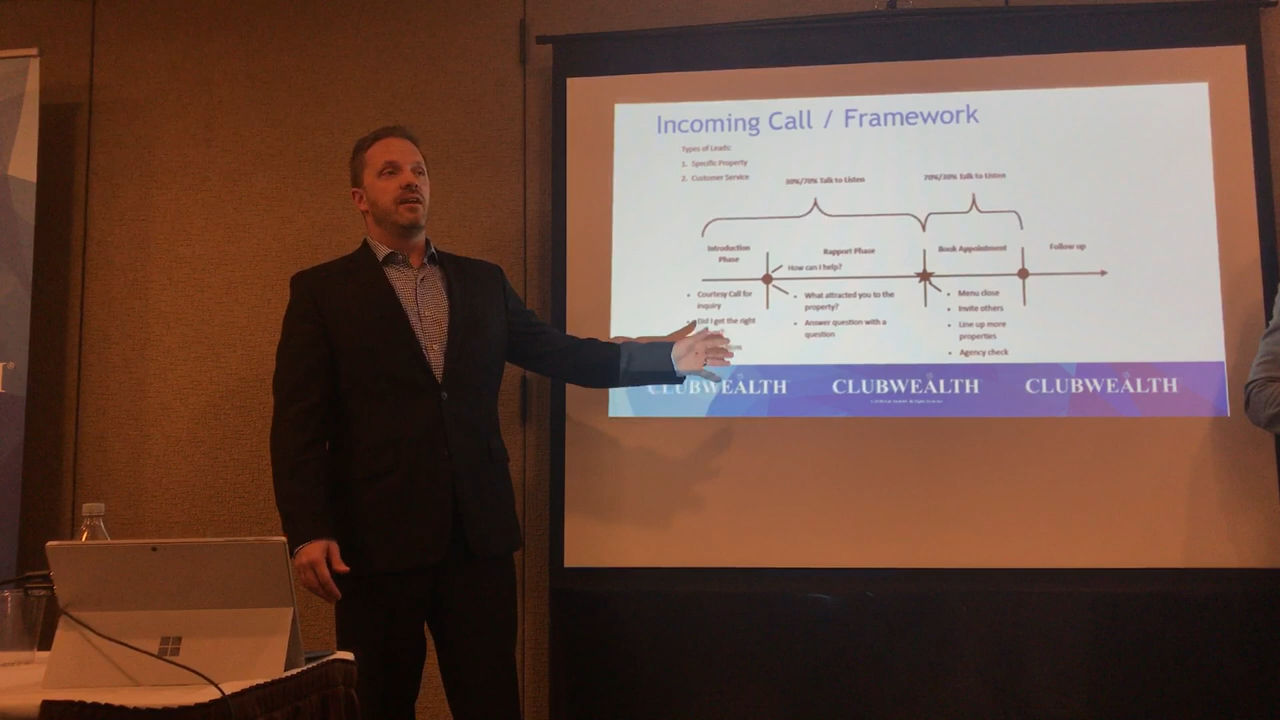 Incoming Call / Framework
Types of Leads:
1. Specific Property
2. Customer Service
30%/70% Talk to Listen
70%/30% Talk to Listen
Introduction
Phase
Rapport Phase
Book Appointment
Follow up
How can I help?
• Courtesy Call for
inquiry
• Did I get the right
• What attracted you to the
property?
• Answer question with a
question
• Menu close
• Invite others
• Line up more
properties
• Agency check
CLUBWEALTH
CLUBWEALTH
CLUBWEALTH